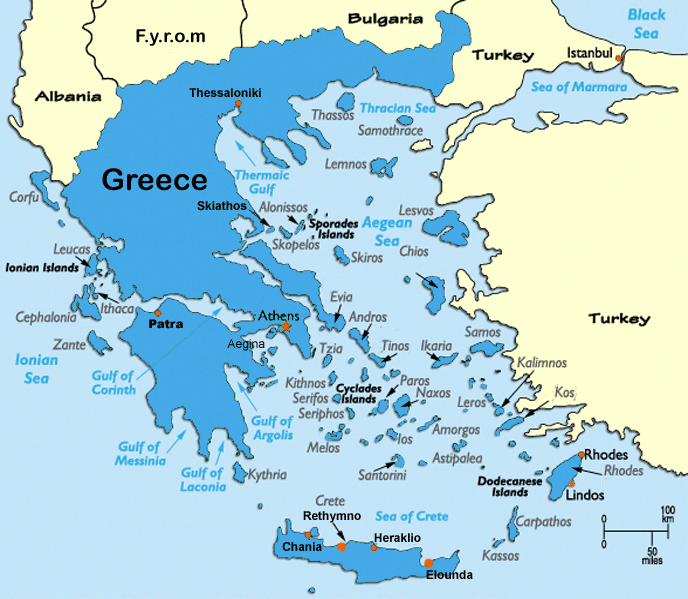 Bulgaria
Black
Sea
F.y.r.o.m
Turkey
Istanbul
Albania
Sea of Marmara
Thessaloniki
Thassos
Thracian Sea
Samothrace
Thermaic
Gulf
Lemnos
Greece
Corfu
Skiathos
Alonissos
Sporades
Islands
Aegean
Sea
Lesvos
Skopelos
Skiros
Chios
Leucas
Ionian Islands
Ithaca
Cephalonia
Patra
Athens
Evia
Andros
Turkey
Zante
Ionian
Sea
Aegina
Tzia
Tinos
Ikaria
Samos
Gulf of
Corinth
Kithnos
Serifos
Seriphos
Cyclades
Islands
Paros
Naxos
Kalimnos
Leros
Kos
Gulf of
Argolis
Gulf of
Messinia
Gulf of
Laconia
Melos
Ios
Amorgos
Astipalea
Kythria
Santorini
Rhodes
Rhodes
Dodecanese
Islands
Lindos
Crete
Rethymno
Sea of Crete
Carpathos
Chania
Heraklio
Kassos
Elounda
0
100
km
0
50
miles